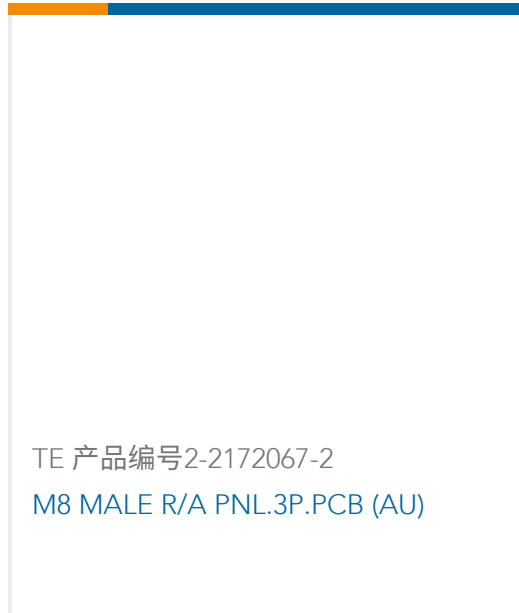 TE 产品编号2-2172067-2
M8 MALE R/A PNL.3P.PCB (AU)